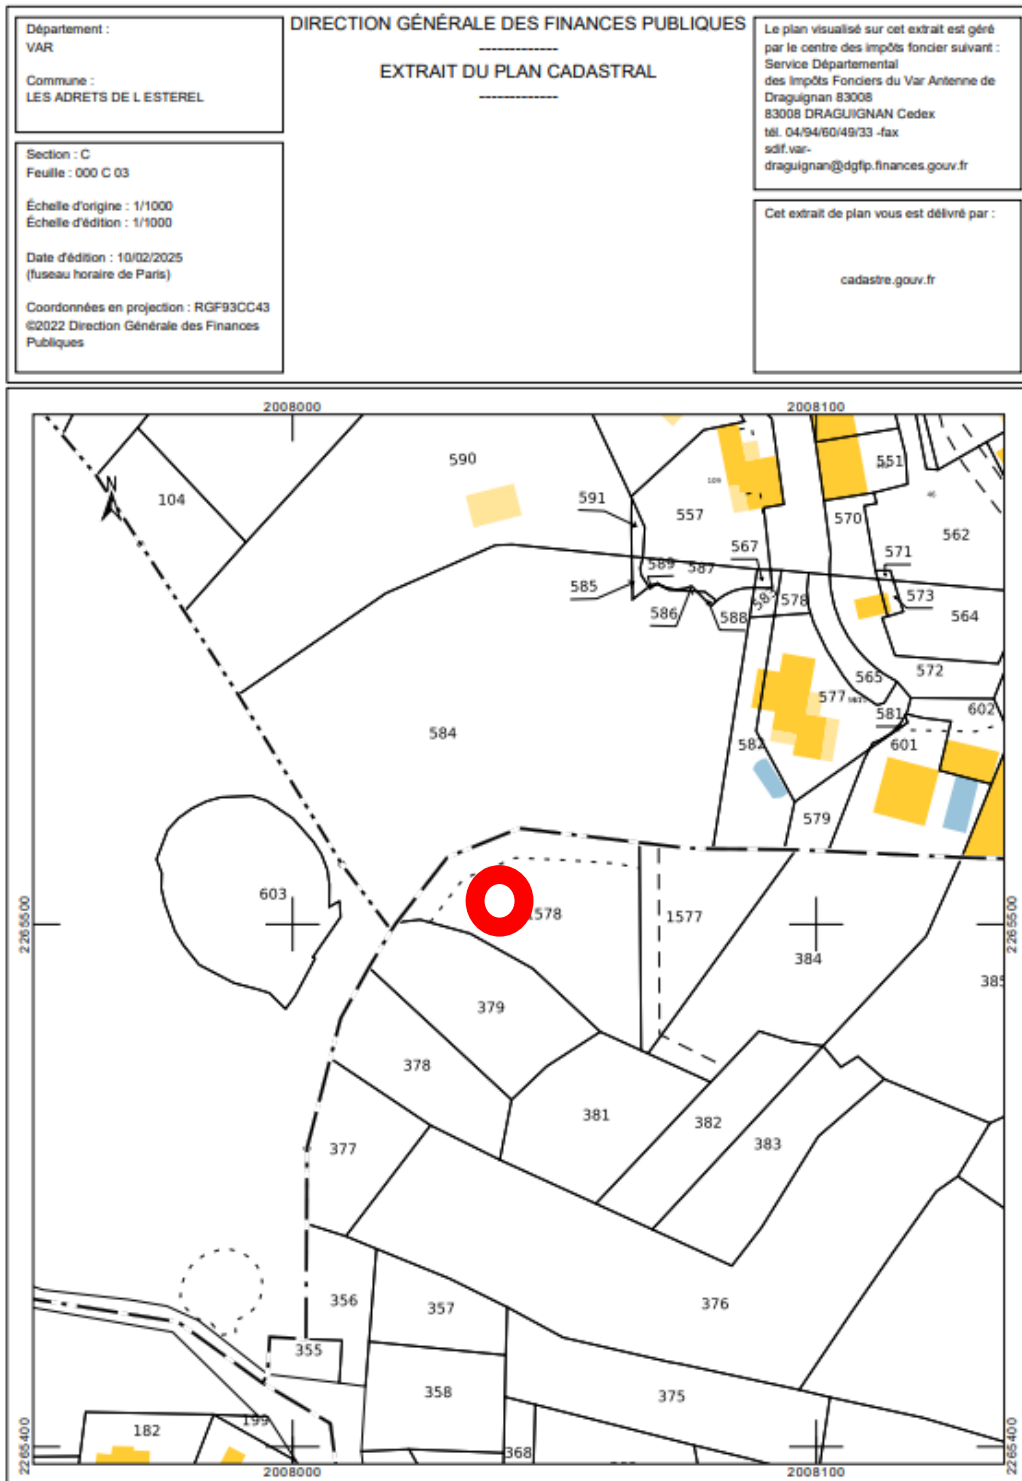 Département :
VAR
Commune :
LES ADRETS DE L ESTEREL
Section : C
Feuille : 000 C 03
Échelle d'origine : 1/1000
Échelle d'édition : 1/1000
Date d'édition : 10/02/2025
(fuseau horaire de Paris)
Coordonnées en projection : RGF93CC43
©2022 Direction Générale des Finances
Publiques
DIRECTION GÉNÉRALE DES FINANCES PUBLIQUES
-------------
EXTRAIT DU PLAN CADASTRAL
-------------
Le plan visualisé sur cet extrait est géré
par le centre des impôts foncier suivant :
Service Départemental
des Impôts Fonciers du Var Antenne de
Draguignan 83008
83008 DRAGUIGNAN Cedex
tél. 04/94/60/49/33 -fax
sdif.var-
draguignan@dgfip.finances.gouv.fr
Cet extrait de plan vous est délivré par :
cadastre.gouv.fr
2008000
2008100
590
551
104
N
591
109
46
557
570
562
567
571
589
587
585
583
578
573
586
588
564
565
572
577
581
602
584
582
601
579
603
1578
1577
2265500
2265500
384
385
379
378
381
382
383
377
356
357
376
355
358
375
182
199
368
2265400
2265400
2008000
2008100